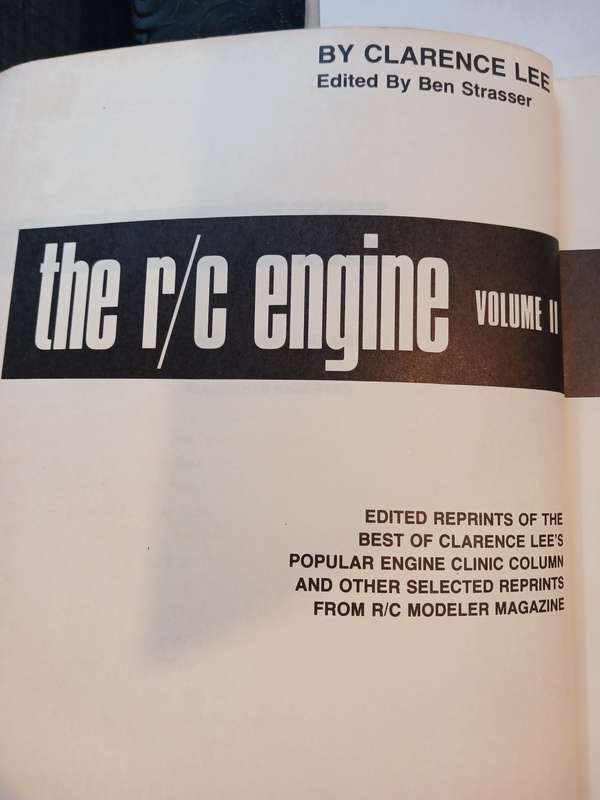 BY CLARENCE LEE
Edited By Ben Strasser
the r/c engine VOLUME II
EDITED REPRINTS OF THE
BEST OF CLARENCE LEE'S
POPULAR ENGINE CLINIC COLUMN
AND OTHER SELECTED REPRINTS
FROM R/C MODELER MAGAZINE